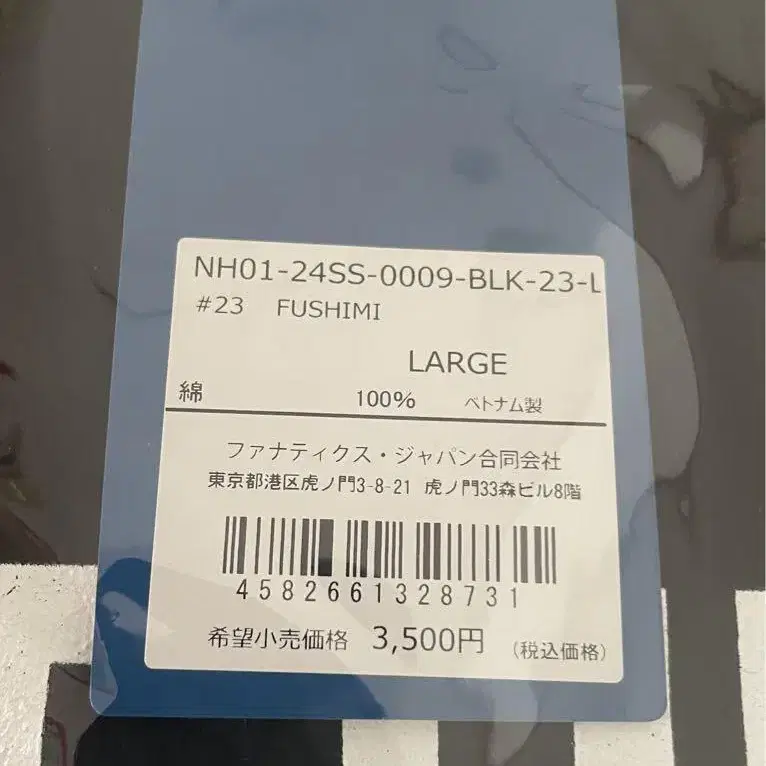 NH01-24SS-0009-BLK-23-L
#23 FUSHIMI
LARGE
綿 100% ベトナム製
ファナティクス・ジャパン合同会社
東京都港区虎ノ門3-8-21 虎ノ門33森ビル8階
4582661328731
希望小売価格 3,500円 (税込価格)